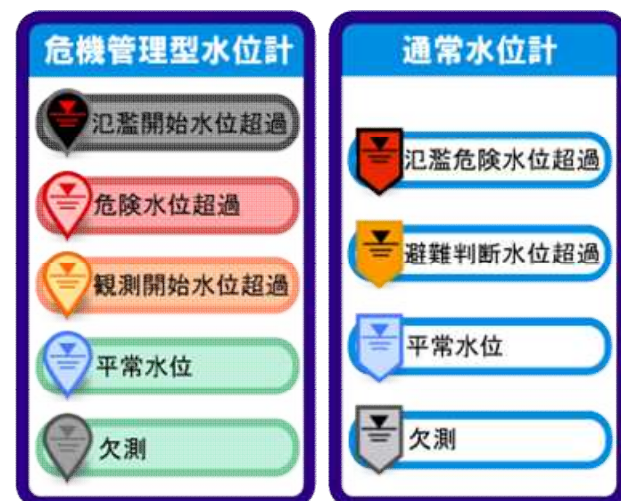 危機管理型水位計
氾濫開始水位超過
危険水位超過
観測開始水位超過
平常水位
欠測
通常水位計
氾濫危険水位超過
避難判断水位超過
平常水位
欠測